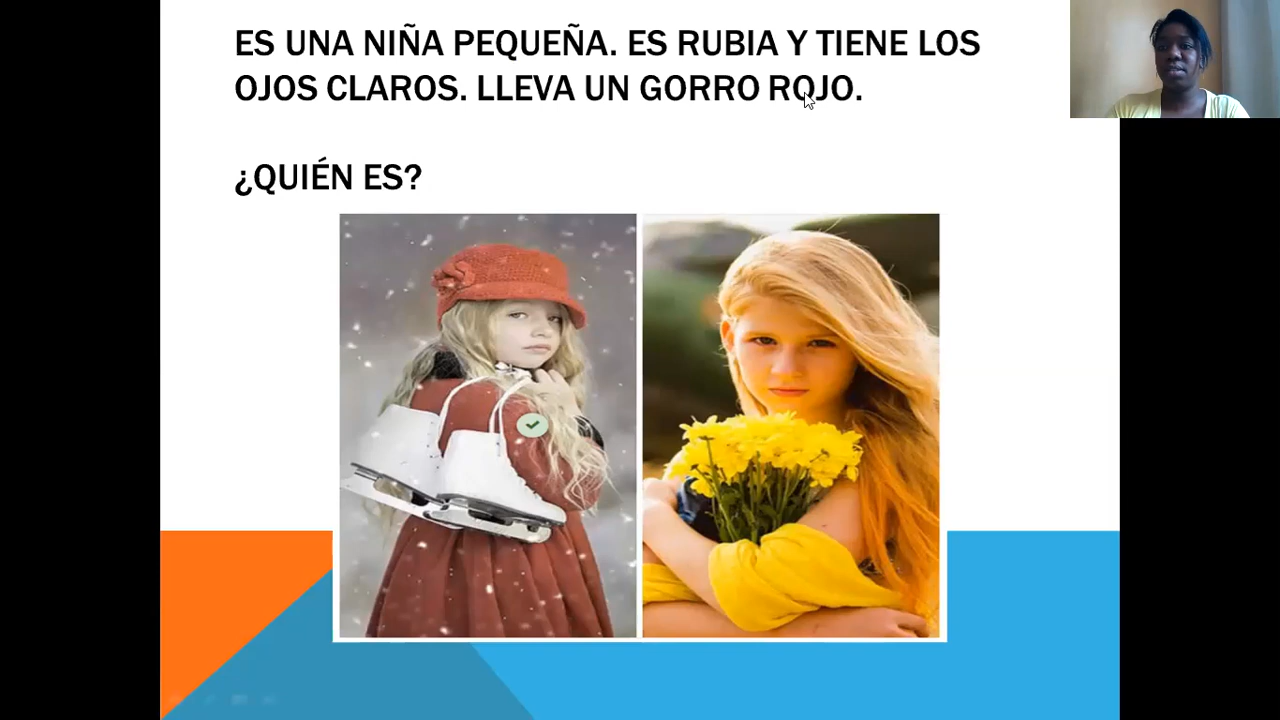 ES UNA NIÑA PEQUEÑA. ES RUBIA Y TIENE LOS
OJOS CLAROS. LLEVA UN GORRO ROJO.
¿QUIÉN ES?